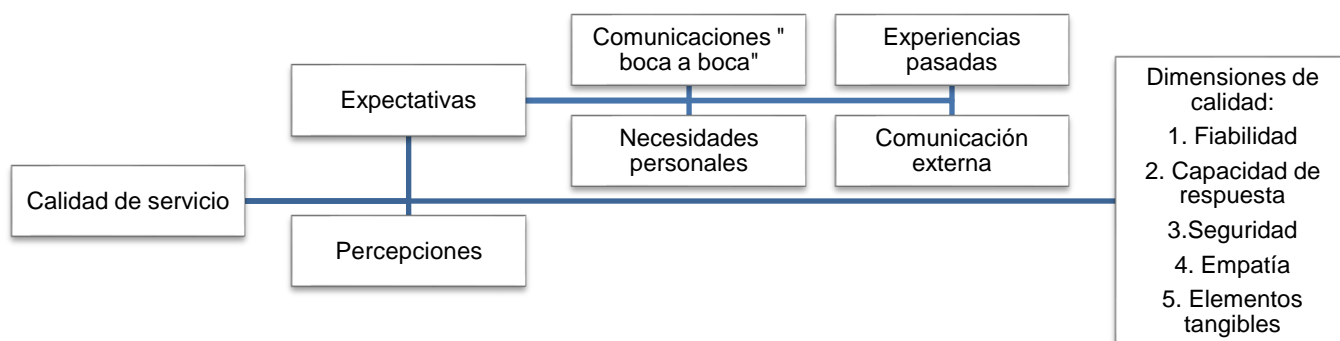 Comunicaciones "
boca a boca"
Experiencias
pasadas
Expectativas
Necesidades
personales
Comunicación
externa
Calidad de servicio
Percepciones
Dimensiones de
calidad:
1. Fiabilidad
2. Capacidad de
respuesta
3.Seguridad
4. Empatía
5. Elementos
tangibles